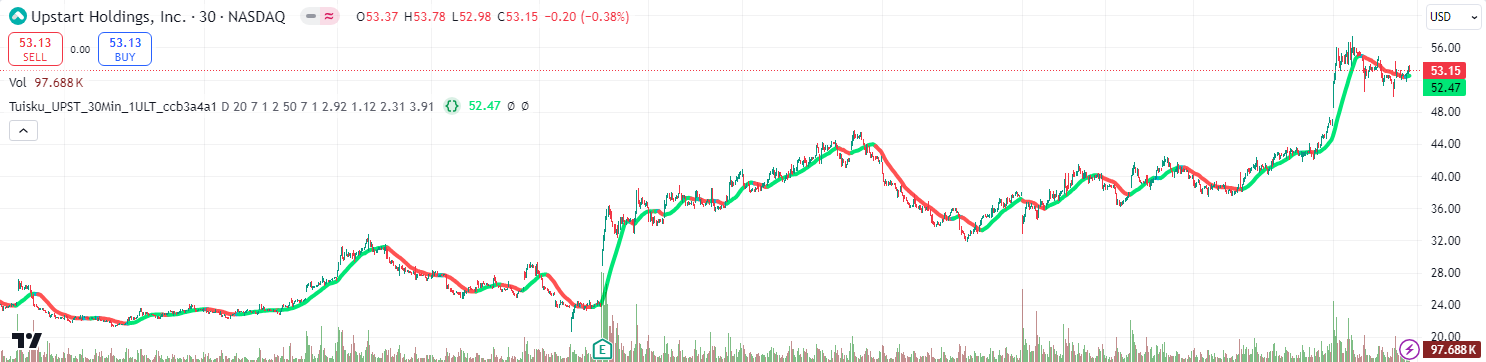 Upstart Holdings, Inc. · 30 · NASDAQ O53.37 H53.78 L52.98 C53.15 −0.20 (−0.38%)
USD
53.13 SELL
0.00
53.13 BUY
Vol 97.688K
Tuisku_UPST_30Min_1ULT_ccb3a4a1 D 20 7 1 2 50 7 1 2.92 1.12 2.31 3.91 {} 52.47 ∅ ∅
56.00
53.15
52.47
48.00
44.00
40.00
36.00
32.00
28.00
24.00
20.00
97.688K
E